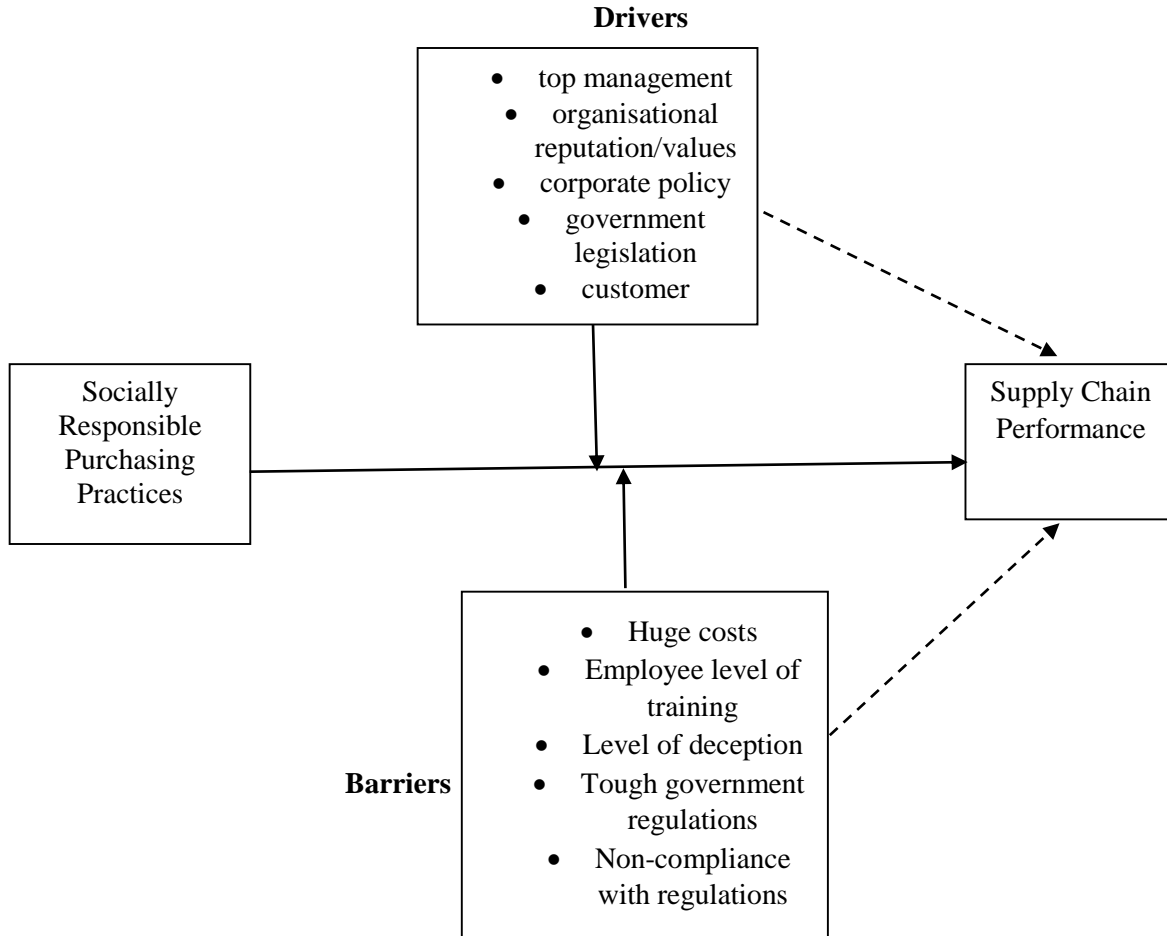 Drivers
• top management
• organisational
reputation/values
• corporate policy
• government
legislation
• customer
Socially
Responsible
Purchasing
Practices
Supply Chain
Performance
Barriers
• Huge costs
• Employee level of
training
• Level of deception
• Tough government
regulations
• Non-compliance
with regulations